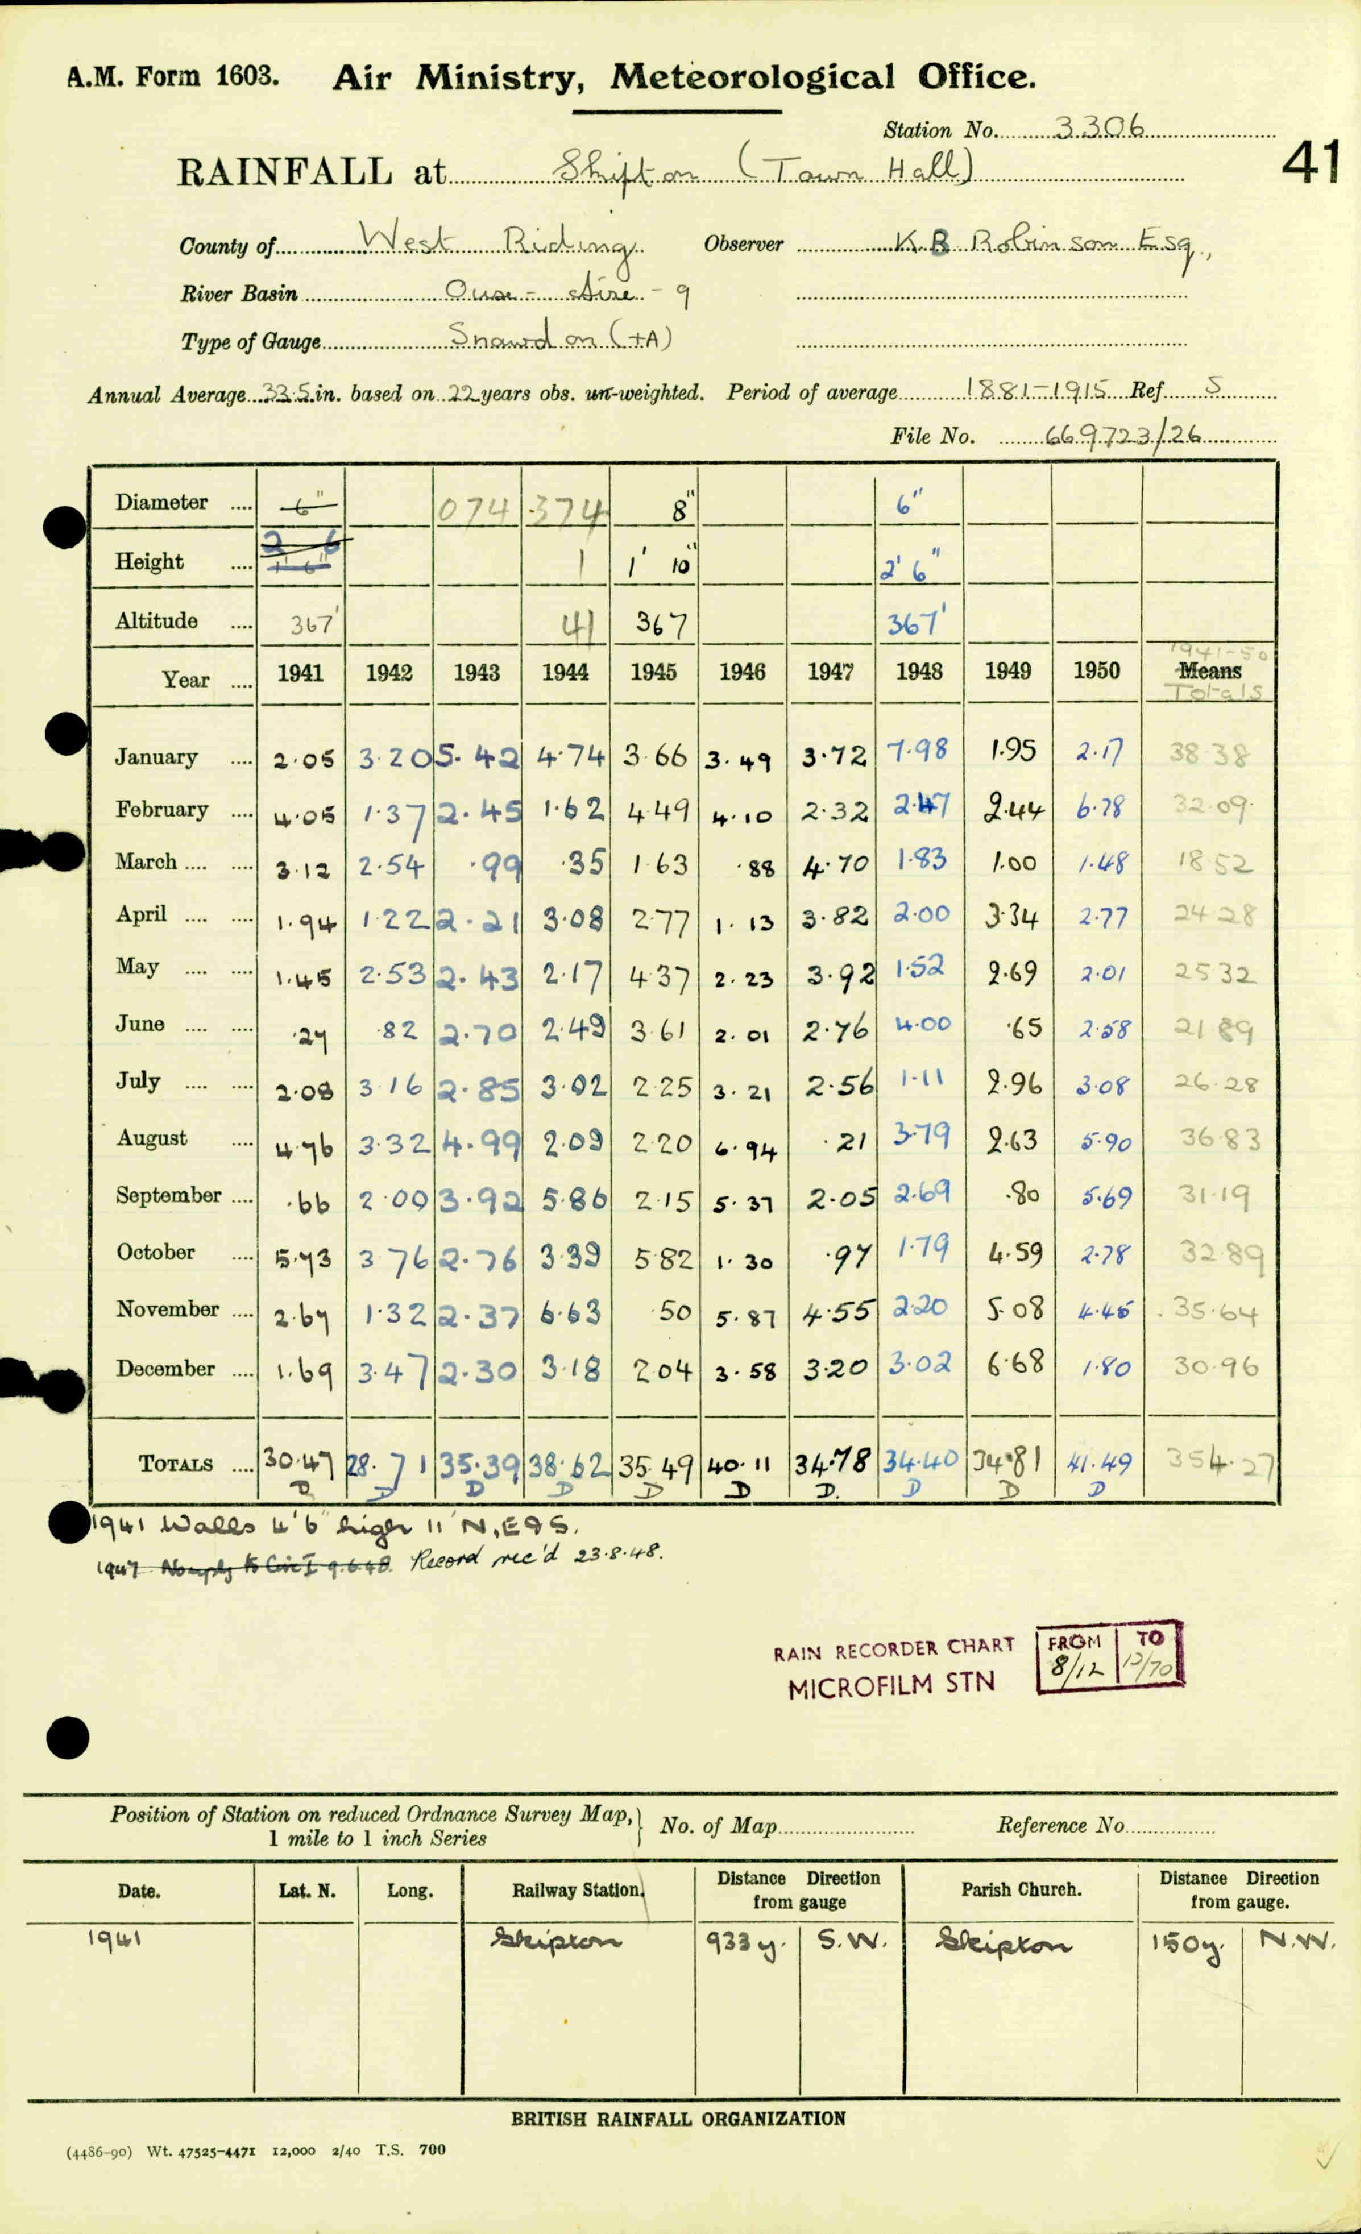 A.M. Form 1603. Air Ministry, Meteorological Office.
Station No. 3306
41
RAINFALL at Skipton (Town Hall)
County of West Riding Observer K B Robinson Esq.,
River Basin Ouse - Aire - 9
Type of Gauge Snowdon (+A)
Annual Average 33.5 in. based on 22 years obs. un-weighted. Period of average 1881-1915 Ref. S
File No. 669723/26
Diameter .... 6" 074 374 8" 6"
Height .... 2 6 1' 6" 1 1' 10" 2' 6"
Altitude .... 367' 41 367 367'
1941-50
Year .... 1941 1942 1943 1944 1945 1946 1947 1948 1949 1950 Means
Totals
January .... 2.05 3.20 5.42 4.74 3.66 3.49 3.72 7.98 1.95 2.17 38.38
February .... 4.05 1.37 2.45 1.62 4.49 4.10 2.32 2.47 2.44 6.78 32.09
March .... .... 3.12 2.54 .99 .35 1.63 .88 4.70 1.83 1.00 1.48 18.52
April .... .... 1.94 1.22 2.21 3.08 2.77 1.13 3.82 2.00 3.34 2.77 24.28
May .... .... 1.45 2.53 2.43 2.17 4.37 2.23 3.92 1.52 2.69 2.01 25.32
June .... .... .27 .82 2.70 2.49 3.61 2.01 2.76 4.00 .65 2.58 21.89
July .... .... 2.08 3.16 2.85 3.02 2.25 3.21 2.56 1.11 2.96 3.08 26.28
August .... 4.76 3.32 4.99 2.09 2.20 6.94 .21 3.79 2.63 5.90 36.83
September .... .66 2.00 3.92 5.86 2.15 5.37 2.05 2.69 .80 5.69 31.19
October .... 5.73 3.76 2.76 3.39 5.82 1.30 .97 1.79 4.59 2.78 32.89
November .... 2.67 1.32 2.37 6.63 .50 5.87 4.55 2.20 5.08 4.45 35.64
December .... 1.69 3.47 2.30 3.18 2.04 3.58 3.20 3.02 6.68 1.80 30.96
TOTALS .... 30.47 28.71 35.39 38.62 35.49 40.11 34.78 34.40 34.81 41.49 354.27
D D D D D D D. D D D
1941 Walls 4'6" high 11' N, E & S.
1947 No reply to Circ I 9.6.48. Record rec'd 23.8.48.
RAIN RECORDER CHART FROM TO
MICROFILM STN 8/12 12/70
Position of Station on reduced Ordnance Survey Map, No. of Map Reference No.
1 mile to 1 inch Series
Date. Lat. N. Long. Railway Station. Distance Direction from gauge Parish Church. Distance Direction from gauge.
1941 Skipton 933y. S.W. Skipton 150y. N.W.
BRITISH RAINFALL ORGANIZATION
(4486-90) Wt. 47525-4471 12,000 2/40 T.S. 700